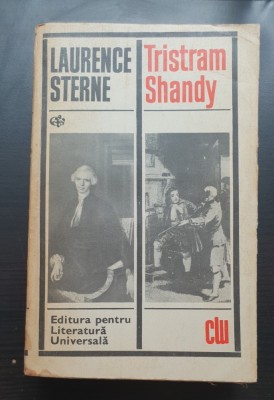 LAURENCE
STERNE
Tristram
Shandy
Editura pentru
Literatură
Universală
clu